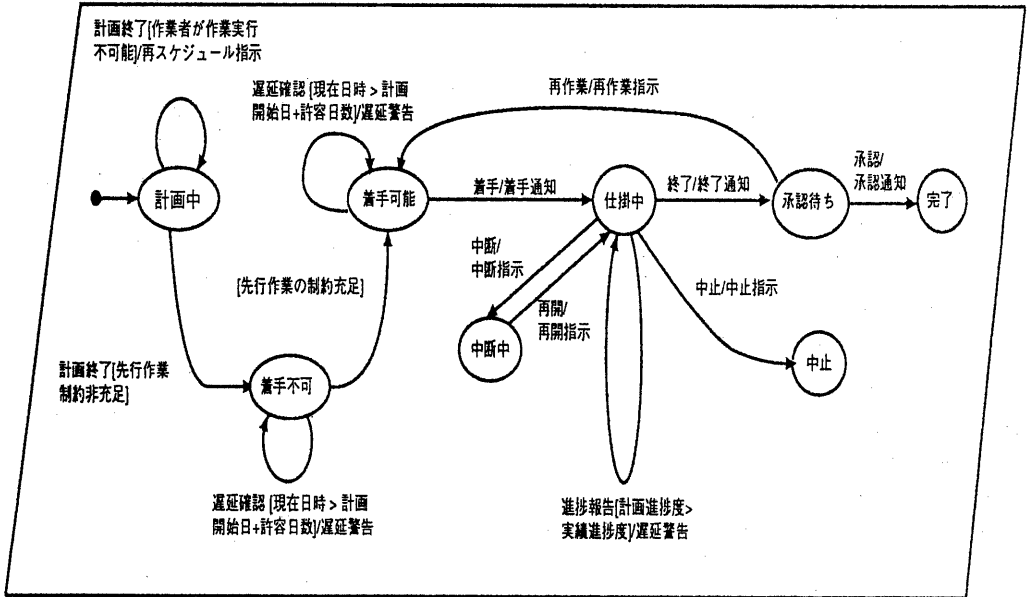 計画終了[作業者が作業実行
不可能]/再スケジュール指示
遅延確認 [現在日時 > 計画
開始日+許容日数]/遅延警告
再作業/再作業指示
計画中
着手可能
着手/着手通知
仕掛中
終了/終了通知
承認待ち
承認/
承認通知
完了
[先行作業の制約充足]
中断/
中断指示
再開/
再開指示
中断中
中止/中止指示
中止
計画終了[先行作業
制約非充足]
着手不可
遅延確認 [現在日時 > 計画
開始日+許容日数]/遅延警告
進捗報告[計画進捗度>
実績進捗度]/遅延警告